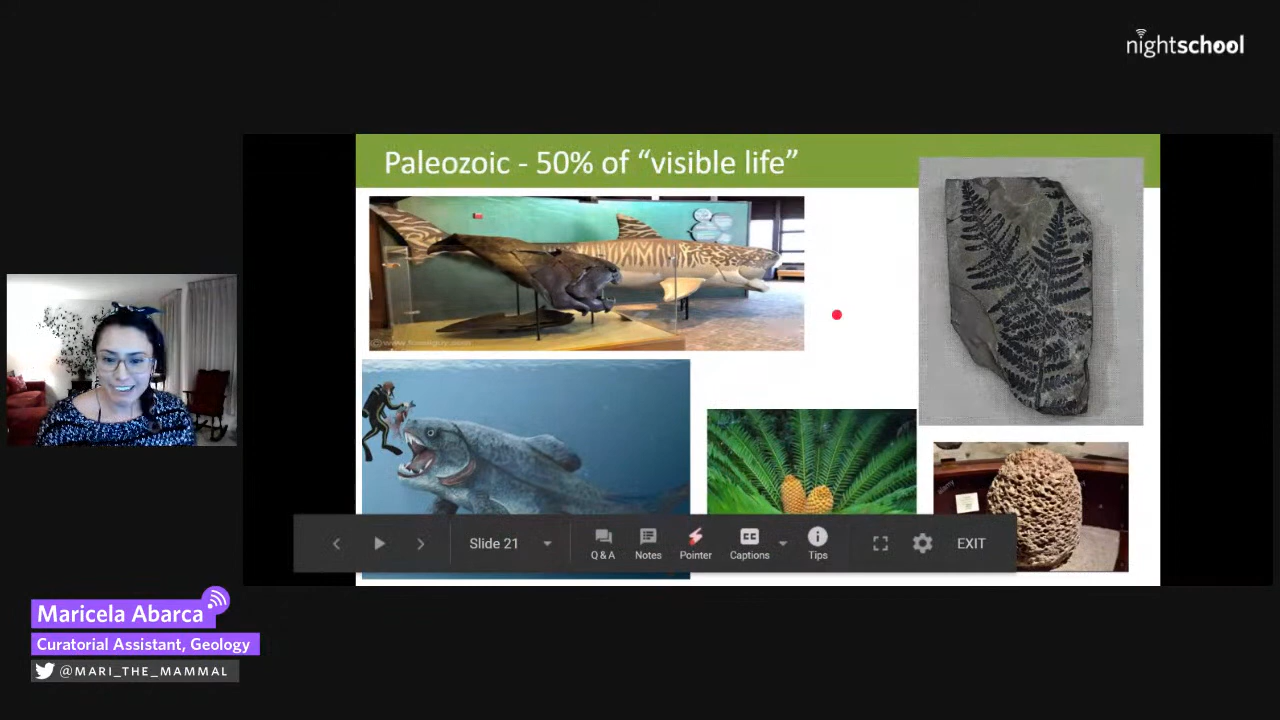 nightschool
Paleozoic - 50% of “visible life”
Slide 21
Q & A
Notes
Pointer
Captions
Tips
EXIT
Maricela Abarca
Curatorial Assistant, Geology
@MARI_THE_MAMMAL